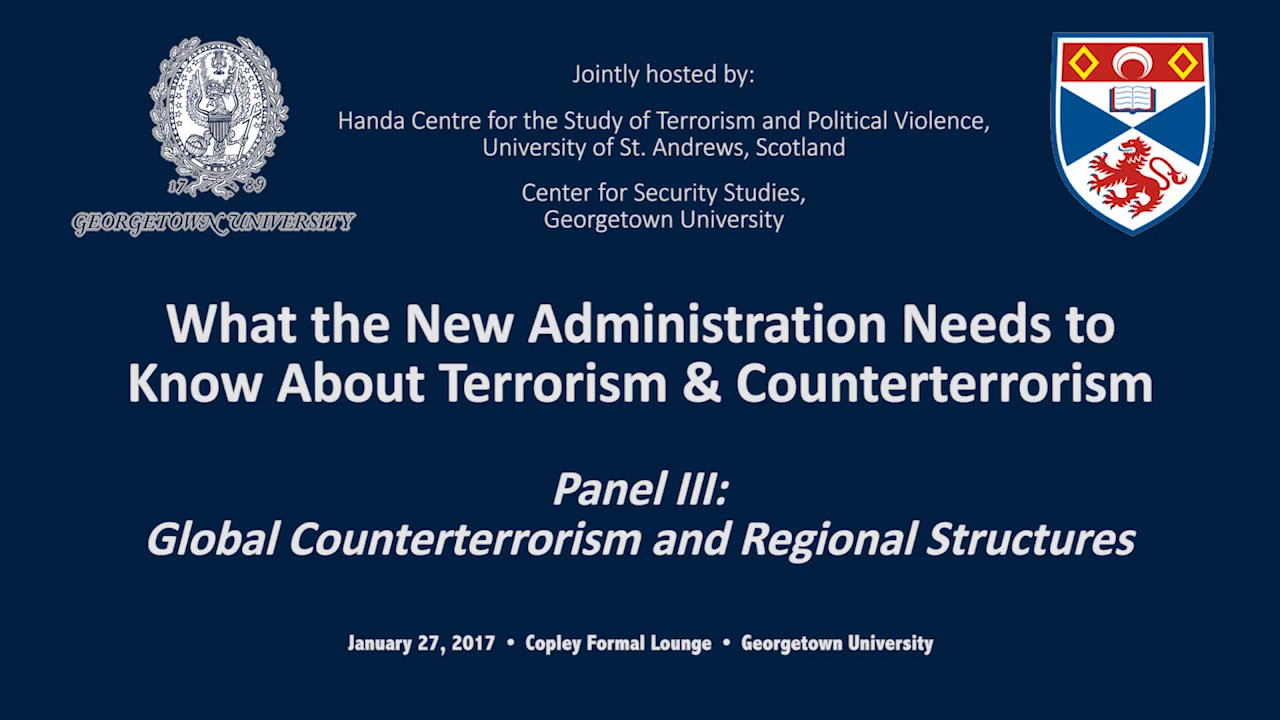 17 89
GEORGETOWN UNIVERSITY
Jointly hosted by:
Handa Centre for the Study of Terrorism and Political Violence,
University of St. Andrews, Scotland
Center for Security Studies,
Georgetown University
What the New Administration Needs to
Know About Terrorism & Counterterrorism
Panel III:
Global Counterterrorism and Regional Structures
January 27, 2017 • Copley Formal Lounge • Georgetown University